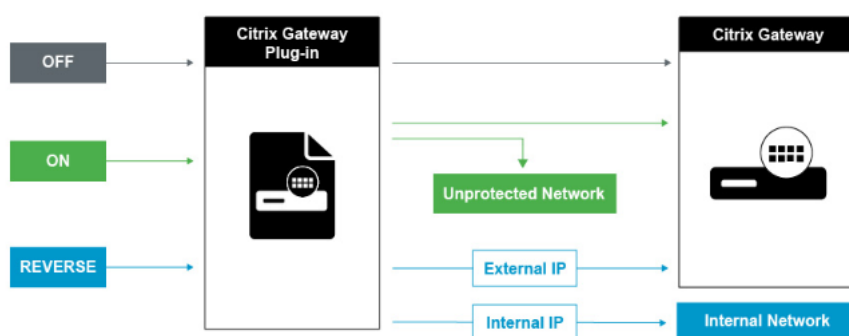 Citrix Gateway
Plug-in
Citrix Gateway
OFF
ON
Unprotected Network
REVERSE
External IP
Internal IP
Internal Network